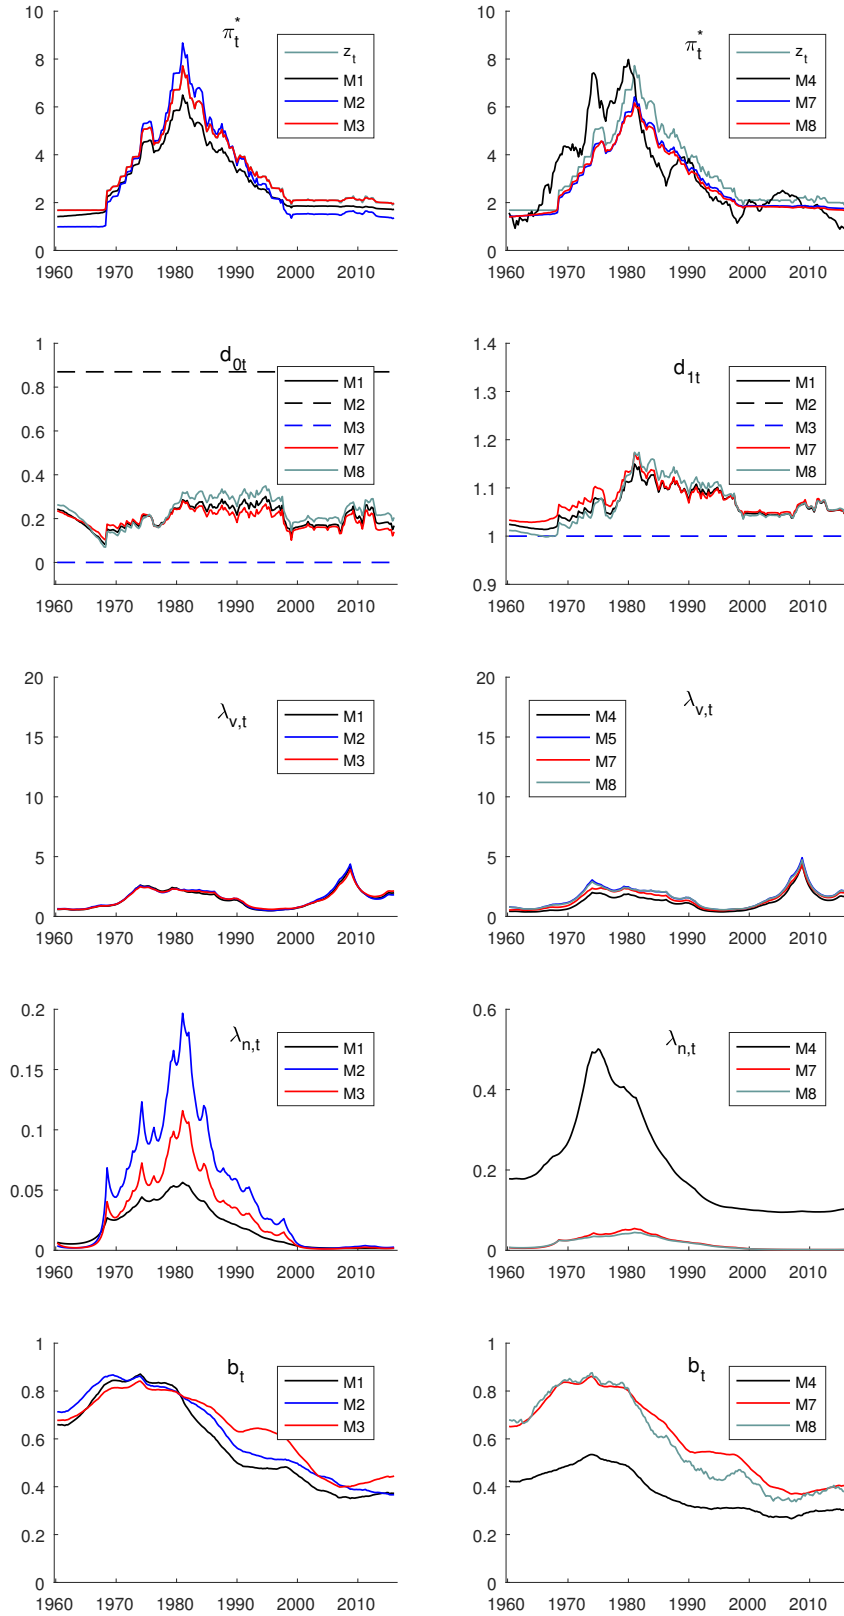 π*t
10
8
6
4
2
0
1960 1970 1980 1990 2000 2010
zt
M1
M2
M3
π*t
10
8
6
4
2
0
1960 1970 1980 1990 2000 2010
zt
M4
M7
M8
d0t
1
0.8
0.6
0.4
0.2
0
1960 1970 1980 1990 2000 2010
M1
M2
M3
M7
M8
d1t
1.4
1.3
1.2
1.1
1
0.9
1960 1970 1980 1990 2000 2010
M1
M2
M3
M7
M8
λv,t
20
15
10
5
0
1960 1970 1980 1990 2000 2010
M1
M2
M3
λv,t
20
15
10
5
0
1960 1970 1980 1990 2000 2010
M4
M5
M7
M8
λn,t
0.2
0.15
0.1
0.05
0
1960 1970 1980 1990 2000 2010
M1
M2
M3
λn,t
0.6
0.4
0.2
0
1960 1970 1980 1990 2000 2010
M4
M7
M8
bt
1
0.8
0.6
0.4
0.2
0
1960 1970 1980 1990 2000 2010
M1
M2
M3
bt
1
0.8
0.6
0.4
0.2
0
1960 1970 1980 1990 2000 2010
M4
M7
M8